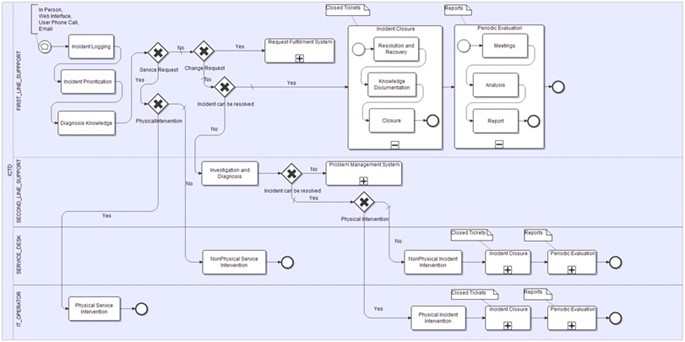 In Person,
Web Interface,
User Phone Call,
Email
Closed Tickets
Reports
Incident Closure
Periodic Evaluation
Incident Logging
No
Yes
Request Fulfillment System
Resolution and
Recovery
Meetings
Service Request
Change Request
Yes
FIRST_LINE_SUPPPORT
Incident Prioritization
Yes
No
Knowledge
Documentation
Analysis
Incident can be resolved
Diagnosis Knowledge
PhysicalIntervention
Closure
Report
No
ICTD
SECOND_LINE_SUPPORT
Investigation and
Diagnosis
No
Problem Management System
No
Incident can be resolved
Yes
Yes
Physical Intervention
SERVICE_DESK
NonPhysical Service
Intervention
No
NonPhysical Incident
Intervention
Closed Tickets
Reports
Incident Closure
Periodic Evaluation
IT_OPERATOR
Physical Service
Intervention
Yes
Physical Incident
Intervention
Closed Tickets
Reports
Incident Closure
Periodic Evaluation